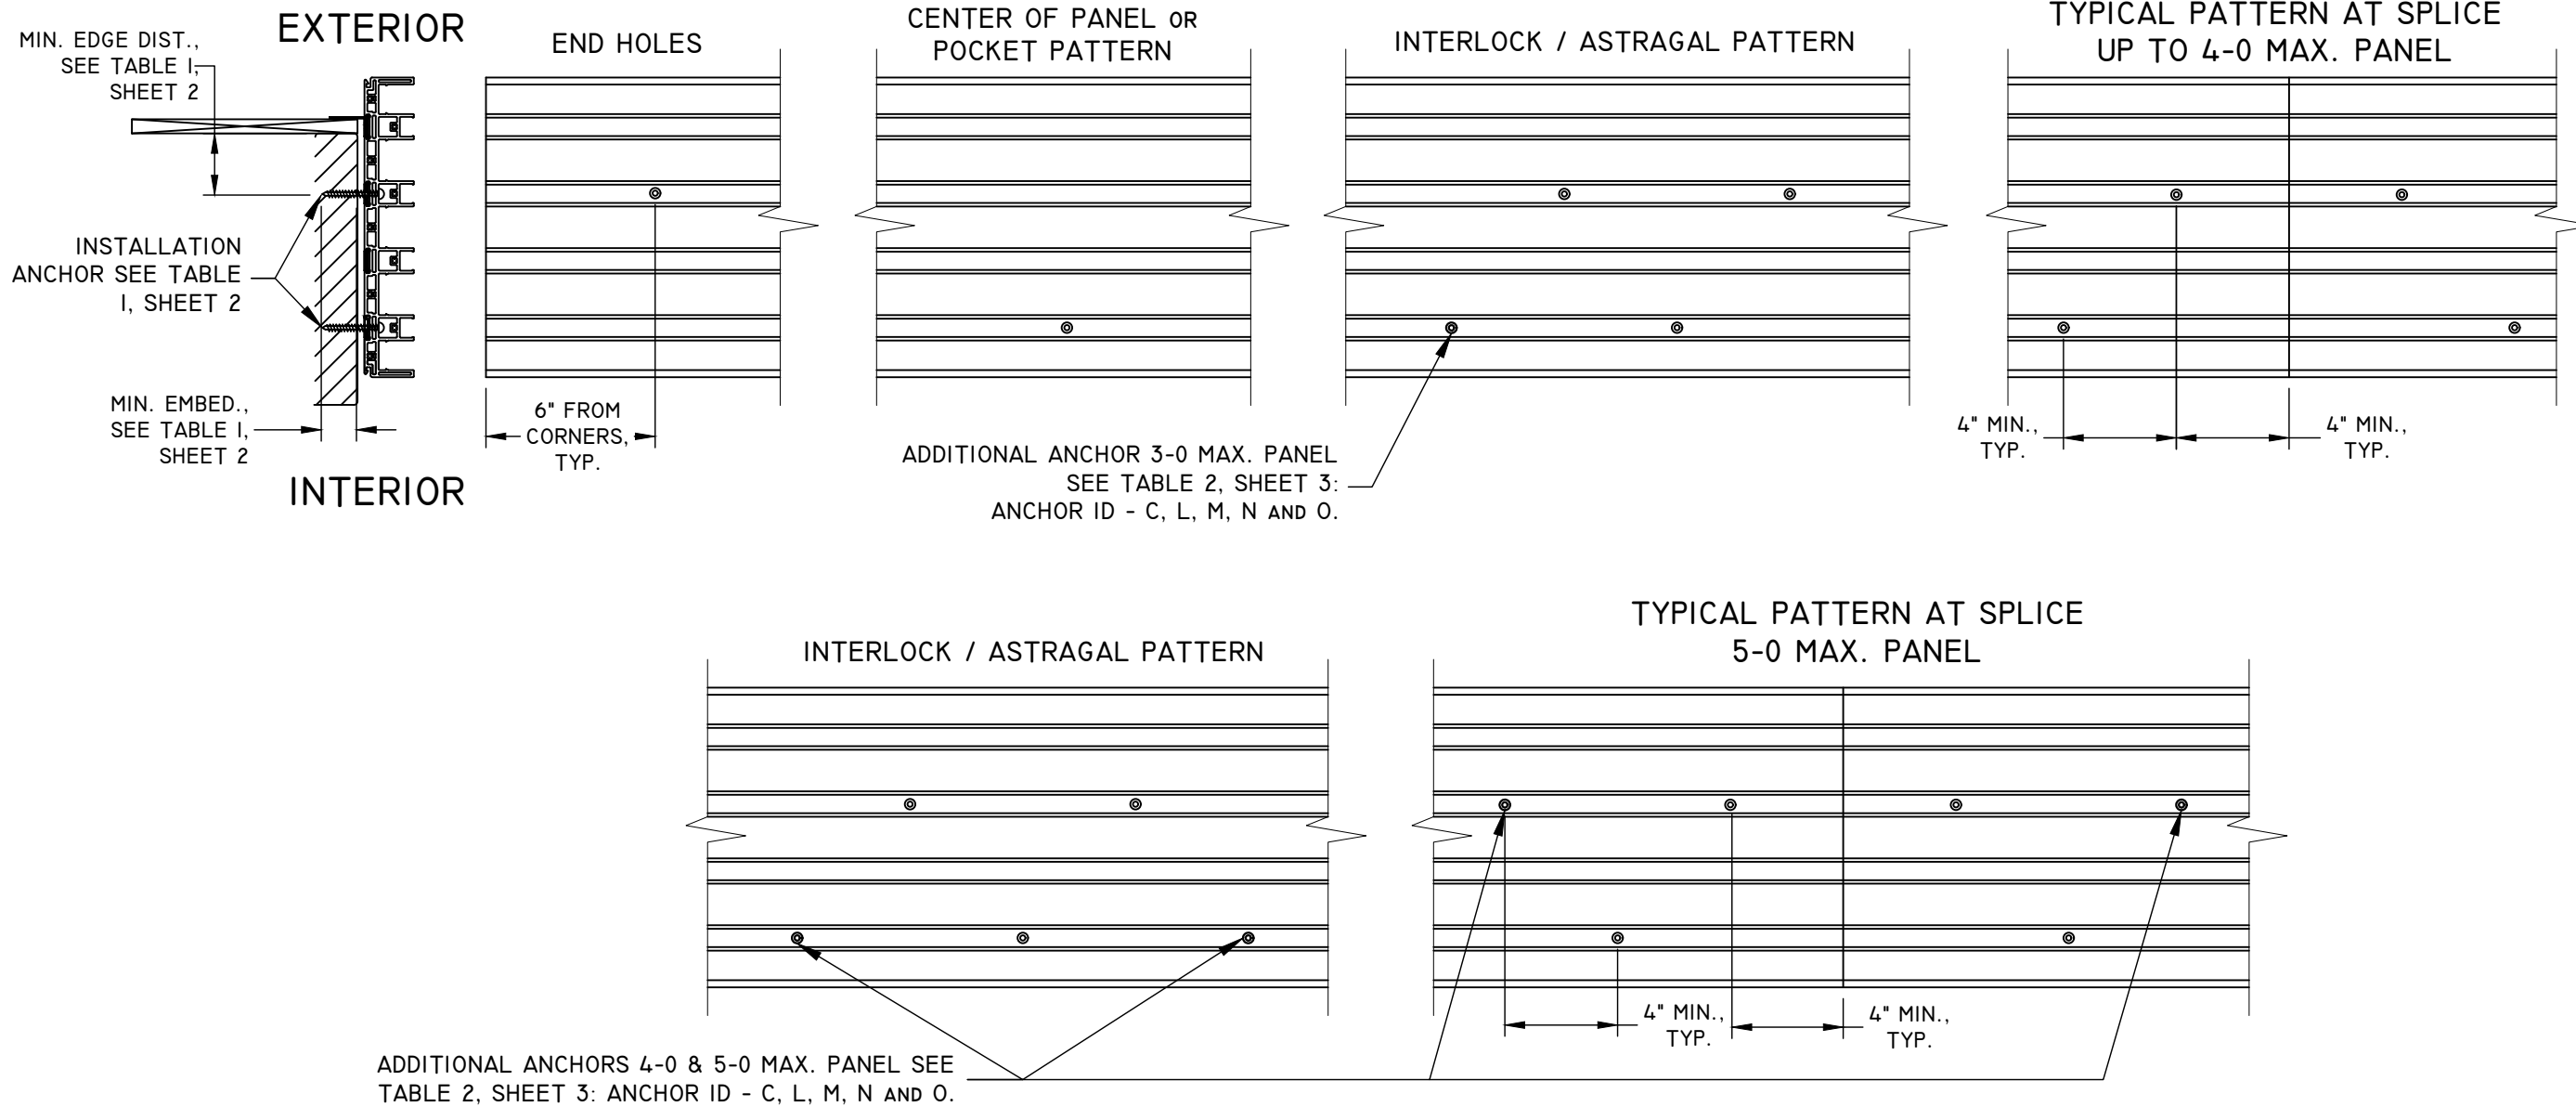 EXTERIOR
MIN. EDGE DIST.,
SEE TABLE 1,
SHEET 2
INSTALLATION
ANCHOR SEE TABLE
1, SHEET 2
MIN. EMBED.,
SEE TABLE 1,
SHEET 2
INTERIOR
END HOLES
6" FROM
CORNERS,
TYP.
CENTER OF PANEL OR
POCKET PATTERN
INTERLOCK / ASTRAGAL PATTERN
ADDITIONAL ANCHOR 3-0 MAX. PANEL
SEE TABLE 2, SHEET 3:
ANCHOR ID - C, L, M, N AND O.
TYPICAL PATTERN AT SPLICE
UP TO 4-0 MAX. PANEL
4" MIN.,
TYP.
4" MIN.,
TYP.
INTERLOCK / ASTRAGAL PATTERN
TYPICAL PATTERN AT SPLICE
5-0 MAX. PANEL
4" MIN.,
TYP.
4" MIN.,
TYP.
ADDITIONAL ANCHORS 4-0 & 5-0 MAX. PANEL SEE
TABLE 2, SHEET 3: ANCHOR ID - C, L, M, N AND O.